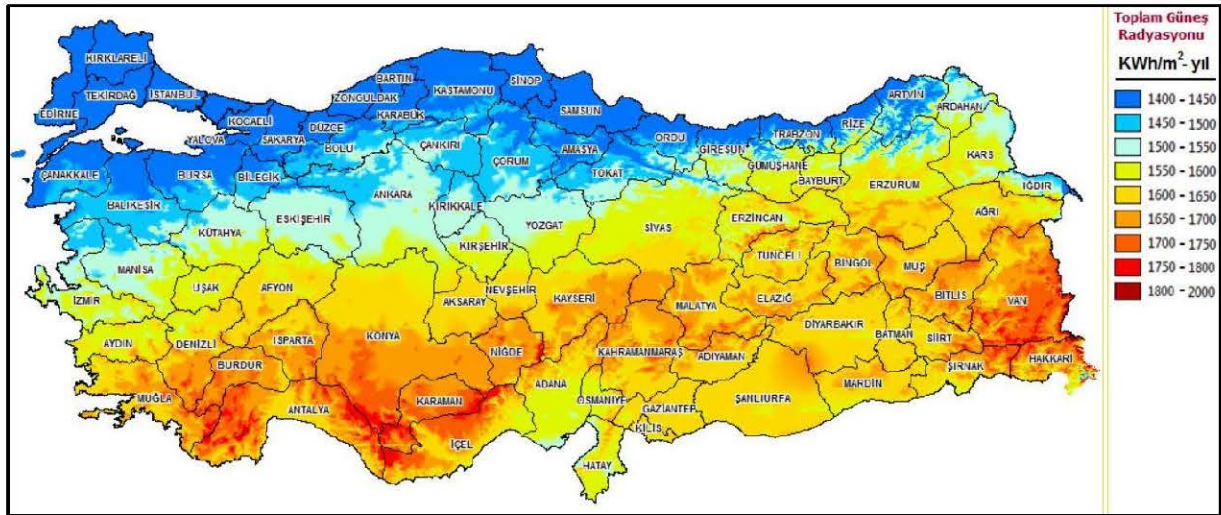 KIRKLARELİ
TEKİRDAĞ
İSTANBUL
EDİRNE
KOCAELİ
YALOVA
SAKARYA
DÜZCE
BOLU
ZONGULDAK
BARTIN
KARABÜK
KASTAMONU
SİNOP
SAMSUN
ÇANKIRI
ÇORUM
AMASYA
TOKAT
ORDU
GİRESUN
TRABZON
RİZE
ARTVİN
ARDAHAN
GÜMÜŞHANE
BAYBURT
KARS
ERZURUM
IĞDIR
AĞRI
ÇANAKKALE
BURSA
BİLECİK
BALIKESİR
ANKARA
KIRIKKALE
ESKİŞEHİR
KÜTAHYA
YOZGAT
SİVAS
ERZİNCAN
KIRŞEHİR
TUNCELİ
BİNGOL
MUŞ
MANİSA
UŞAK
AFYON
NEVŞEHİR
AKSARAY
KAYSERİ
MALATYA
ELAZIĞ
BİTLİS
VAN
İZMİR
AYDIN
DENİZLİ
ISPARTA
KONYA
NİĞDE
KAHRAMANMARAŞ
ADIYAMAN
DİYARBAKIR
BATMAN
SİİRT
ŞIRNAK
HAKKARİ
BURDUR
MUĞLA
ANTALYA
KARAMAN
ADANA
OSMANİYE
GAZİANTEP
ŞANLIURFA
MARDİN
KİLİS
İÇEL
HATAY
Toplam Güneş
Radyasyonu
KWh/m²- yıl
1400 - 1450
1450 - 1500
1500 - 1550
1550 - 1600
1600 - 1650
1650 - 1700
1700 - 1750
1750 - 1800
1800 - 2000